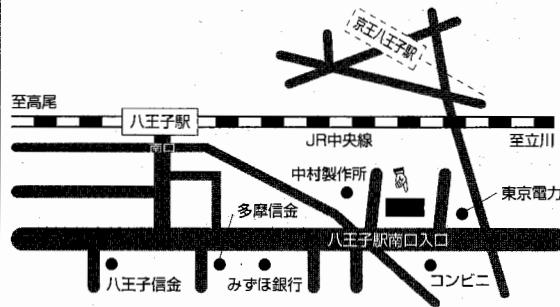 京王八王子駅
至高尾
八王子駅
JR中央線
至立川
南口
中村製作所
東京電力
多摩信金
八王子駅南口入口
八王子信金
みずほ銀行
コンビニ